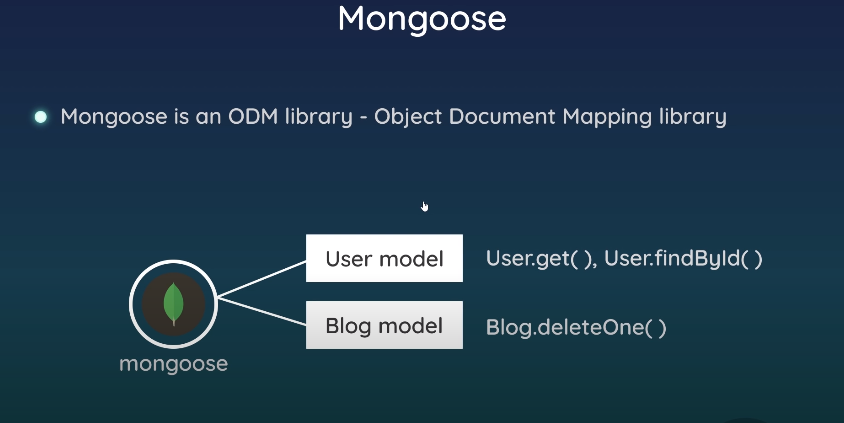 Mongoose
Mongoose is an ODM library - Object Document Mapping library
User model
User.get( ), User.findById( )
Blog model
Blog.deleteOne( )
mongoose